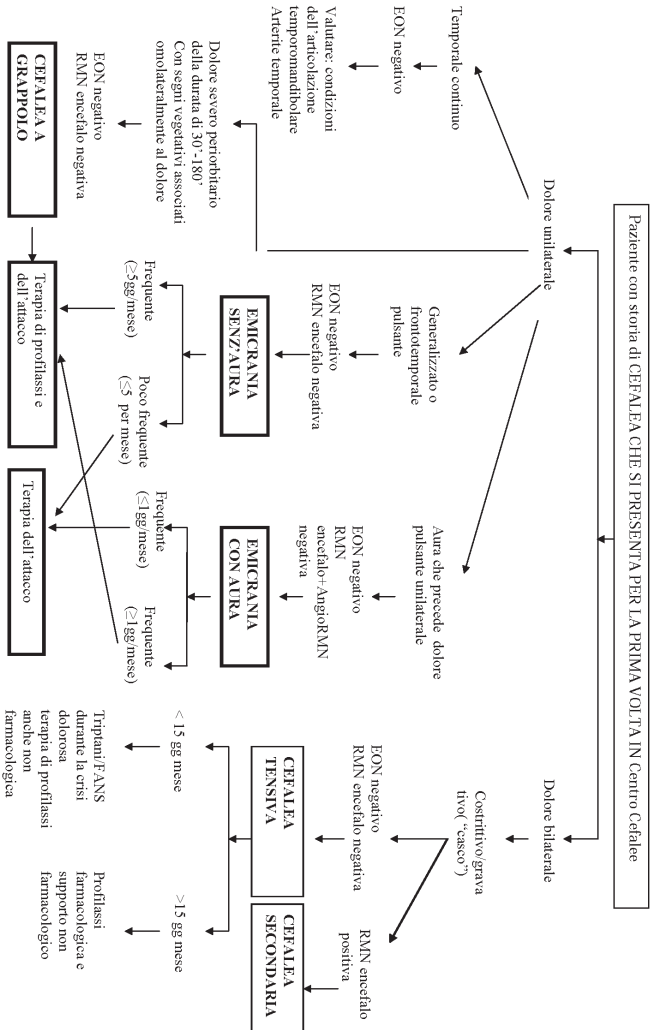 Paziente con storia di CEFALEA CHE SI PRESENTA PER LA PRIMA VOLTA IN Centro Cefalee
Dolore unilaterale
Dolore bilaterale
Temporale continuo
EON negativo
Valutare: condizioni
dell'articolazione
temporomandibolare
Arterite temporale
Dolore severo periorbitario
della durata di 30'-180'
Con segni vegetativi associati
omolateralmente al dolore
EON negativo
RMN encefalo negativa
CEFALEA A
GRAPPOLO
Generalizzato o
frontotemporale
pulsante
EON negativo
RMN encefalo negativa
EMICRANIA
SENZ'AURA
Frequente
(≥5gg/mese)
Poco frequente
(≤5 per mese)
Terapia di profilassi e
dell'attacco
Aura che precede dolore
pulsante unilaterale
EON negativo
RMN
encefalo+AngioRMN
negativa
EMICRANIA
CON AURA
Frequente
(≤1gg/mese)
Frequente
(≥1gg/mese)
Terapia dell'attacco
Costrittivo/grava
tivo( “casco”)
EON negativo
RMN encefalo negativa
CEFALEA
TENSIVA
RMN encefalo
positiva
CEFALEA
SECONDARIA
< 15 gg mese
Triptani/FANS
durante la crisi
dolorosa
terapia di profilassi
anche non
farmacologica
>15 gg mese
Profilassi
farmacologica e
supporto non
farmacologico